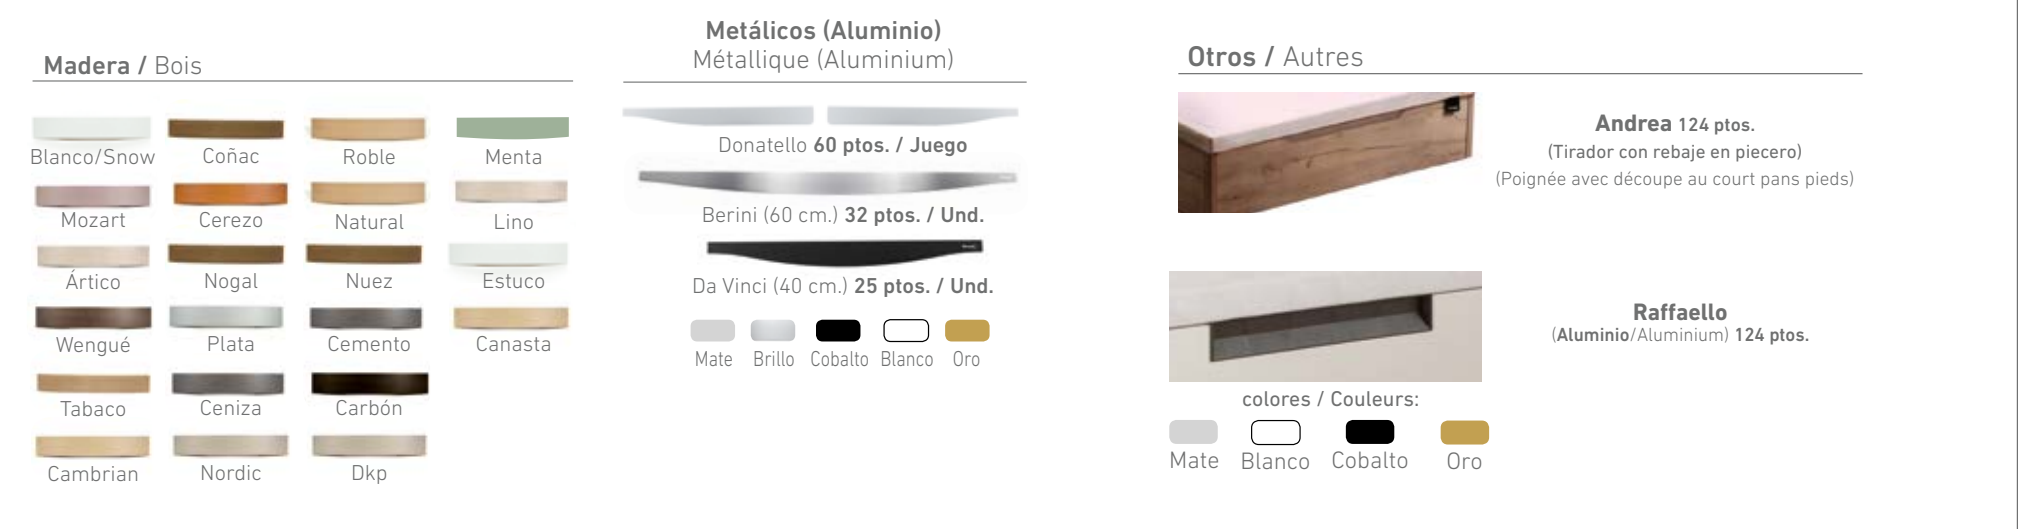 Madera / Bois
Blanco/Snow Coñac Roble Menta
Mozart Cerezo Natural Lino
Ártico Nogal Nuez Estuco
Wengué Plata Cemento Canasta
Tabaco Ceniza Carbón
Cambrian Nordic Dkp
Metálicos (Aluminio)
Métallique (Aluminium)
Donatello 60 ptos. / Juego
Berini (60 cm.) 32 ptos. / Und.
Da Vinci (40 cm.) 25 ptos. / Und.
Mate Brillo Cobalto Blanco Oro
Otros / Autres
Andrea 124 ptos.
(Tirador con rebaje en piecero)
(Poignée avec découpe au court pans pieds)
Raffaello
(Aluminio/Aluminium) 124 ptos.
colores / Couleurs:
Mate Blanco Cobalto Oro